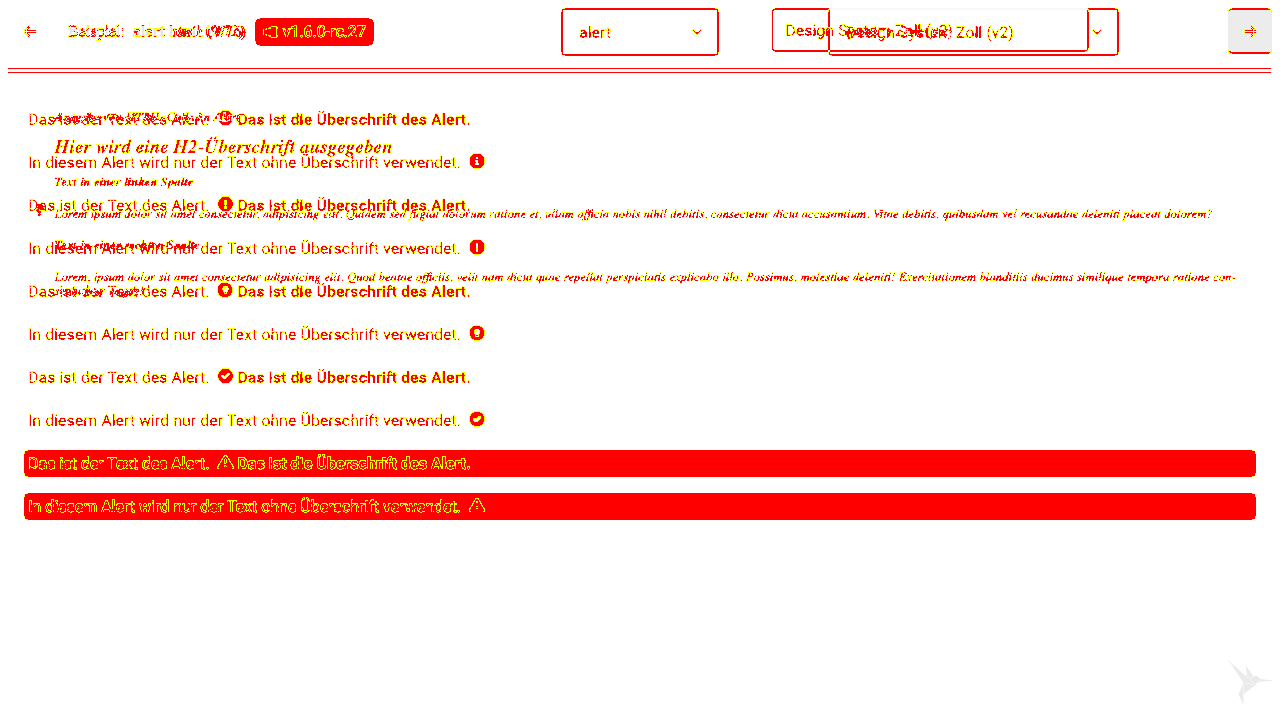 Beispiel: alert v1.6.0-rc.27 alert Design System Zoll (v2)
Das ist der Text des Alert. Das Ist die Überschrift des Alert.
Hier wird eine H2-Überschrift ausgegeben
In diesem Alert wird nur der Text ohne Überschrift verwendet.
Text in einer linken Spalte
Das ist der Text des Alert. Das Ist die Überschrift des Alert.
Lorem ipsum dolor sit amet consectetur, adipisicing elit. Quidem sed fugiat dolorum ratione et, ullam officia nobis nihil debitis, consectetur dicta accusantium. Vitae debitis, quibusdam vel recusandae deleniti placeat dolorem?
Text in einer rechten Spalte
In diesem Alert wird nur der Text ohne Überschrift verwendet.
Lorem, ipsum dolor sit amet consectetur adipisicing elit. Quod beatae officiis, velit nam dicta quae repellat perspiciatis explicabo illo. Possimus, molestiae deleniti! Exercitationem blanditiis ducimus similique tempora ratione con-
Das ist der Text des Alert. Das Ist die Überschrift des Alert.
In diesem Alert wird nur der Text ohne Überschrift verwendet.
Das ist der Text des Alert. Das Ist die Überschrift des Alert.
In diesem Alert wird nur der Text ohne Überschrift verwendet.
Das ist der Text des Alert. Das Ist die Überschrift des Alert.
In diesem Alert wird nur der Text ohne Überschrift verwendet.